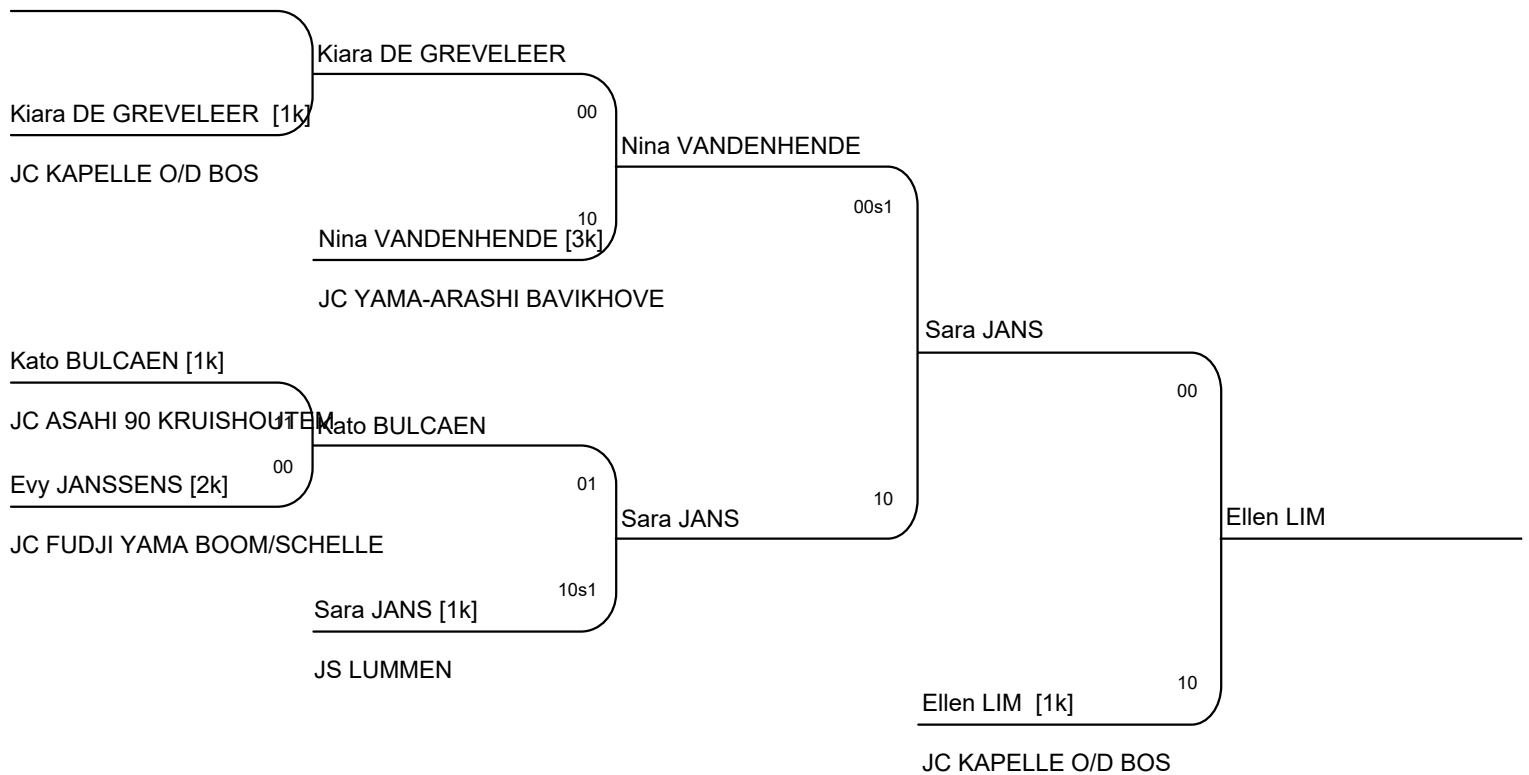 Kiara DE GREVELEER
Kiara DE GREVELEER [1k]
00
Nina VANDENHENDE
JC KAPELLE O/D BOS
00s1
10
Nina VANDENHENDE [3k]
JC YAMA-ARASHI BAVIKHOVE
Sara JANS
Kato BULCAEN [1k]
00
JC ASAHI 90 KRUISHOUTEM
11
Kato BULCAEN
00
Evy JANSSENS [2k]
01
10
Sara JANS
Ellen LIM
JC FUDJI YAMA BOOM/SCHELLE
10s1
Sara JANS [1k]
JS LUMMEN
10
Ellen LIM [1k]
JC KAPELLE O/D BOS